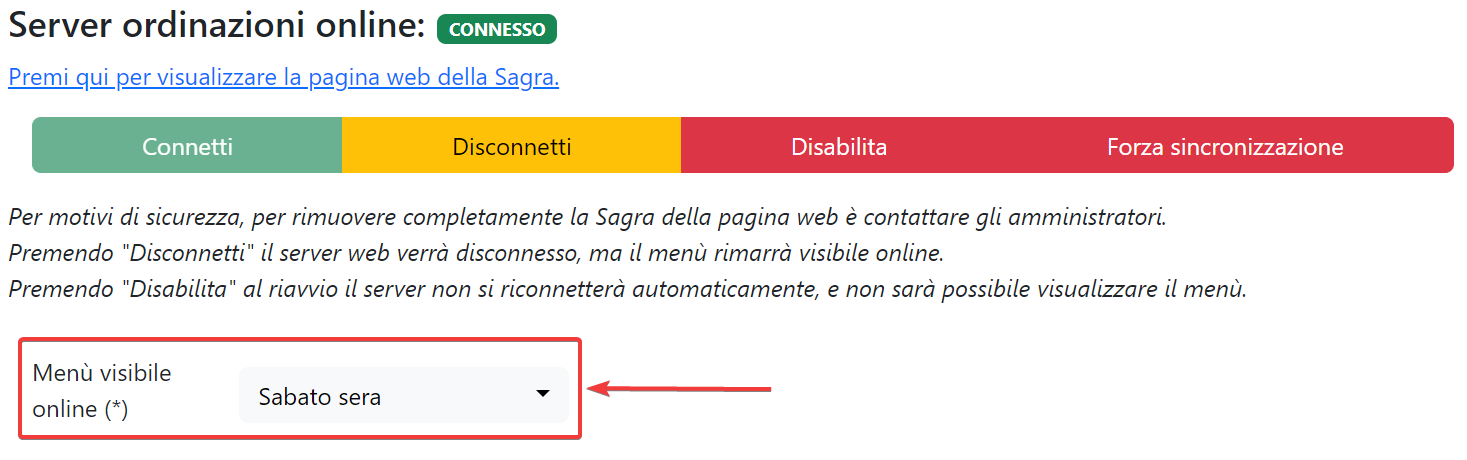 Server ordinazioni online: CONNESSO
Premi qui per visualizzare la pagina web della Sagra.
Connetti Disconnetti Disabilita Forza sincronizzazione
Per motivi di sicurezza, per rimuovere completamente la Sagra della pagina web è contattare gli amministratori.
Premendo "Disconnetti" il server web verrà disconnesso, ma il menù rimarrà visibile online.
Premendo "Disabilita" al riavvio il server non si riconnetterà automaticamente, e non sarà possibile visualizzare il menù.
Menù visibile
online (*)
Sabato sera